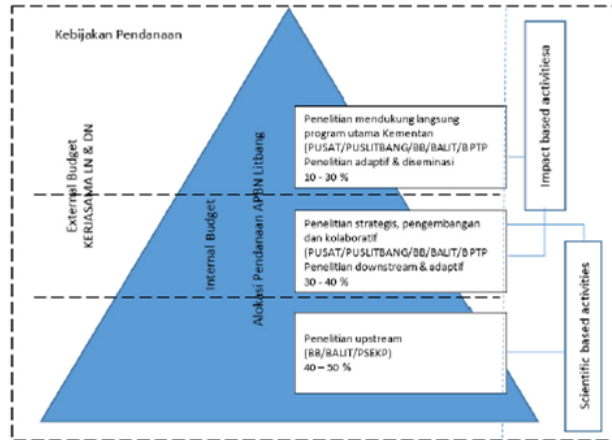 Kebijakan Pendanaan
External Budget
KERJASAMA LN & DN
Internal Budget
Alokasi Pendanaan APBN Litbang
Penelitian mendukung langsung
program utama Kementan
(PUSAT/PUSLITBANG/BB/BALIT/BPTP
Penelitian adaptif & diseminasi
10 - 30 %
Penelitian strategis, pengembangan
dan kolaboratif
(PUSAT/PUSLITBANG/BB/BALIT/BPTP
Penelitian downstream & adaptif
30 - 40 %
Penelitian upstream
(BB/BALIT/PSEKP)
40 – 50 %
Impact based activitiesa
Scientific based activities